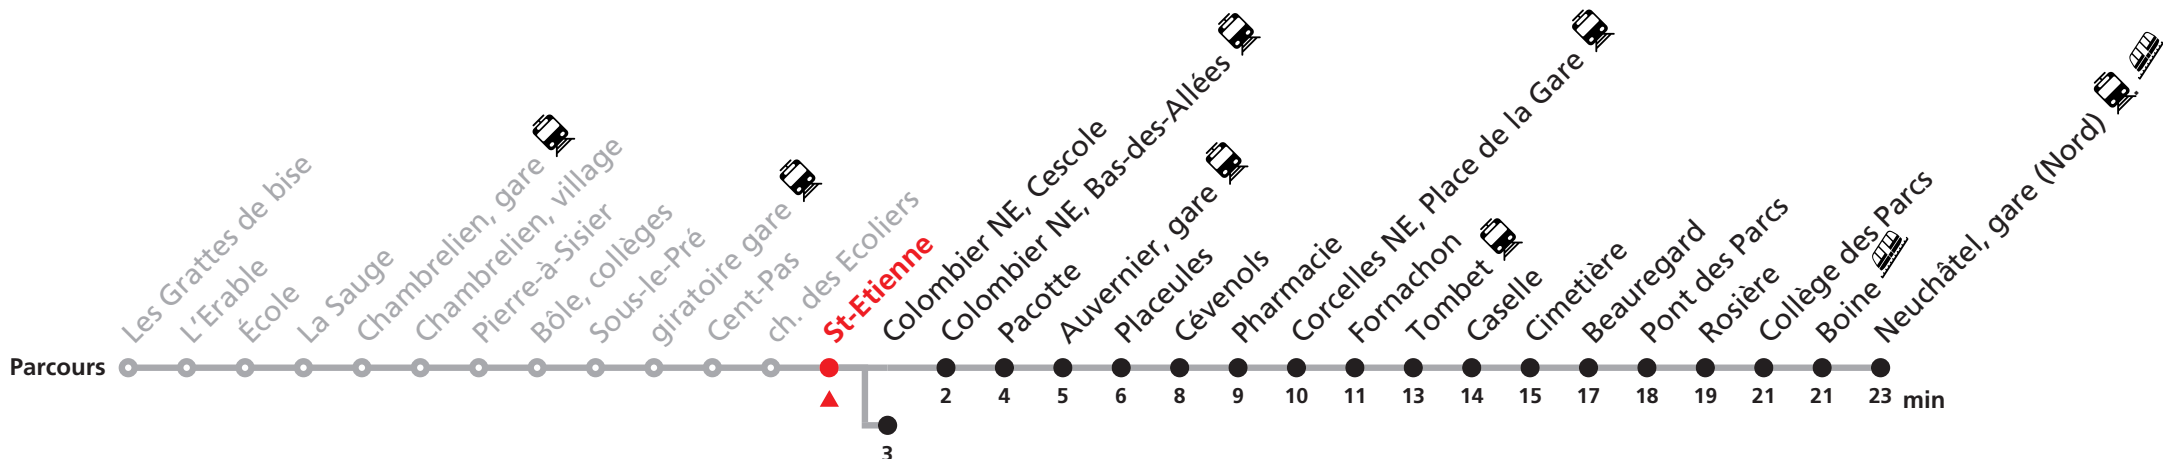 Les Grattes de bise
L'Erable
École
La Sauge
Chambrelien, gare
Chambrelien, village
Pierre-à-Sisier
Bôle, collèges
Sous-le-Pré
giratoire gare
Cent-Pas
ch. des Ecoliers
St-Etienne
Colombier NE, Cescole
Colombier NE, Bas-des-Allées
Pacotte
Auvernier, gare
Placeules
Cévenols
Pharmacie
Corcelles NE, Place de la Gare
Fornachon
Tombet
Caselle
Cimetière
Beauregard
Pont des Parcs
Rosière
Collège des Parcs
Boine
Neuchâtel, gare (Nord)
Parcours
2 4 5 6 8 9 10 11 13 14 15 17 18 19 21 21 23 min
3